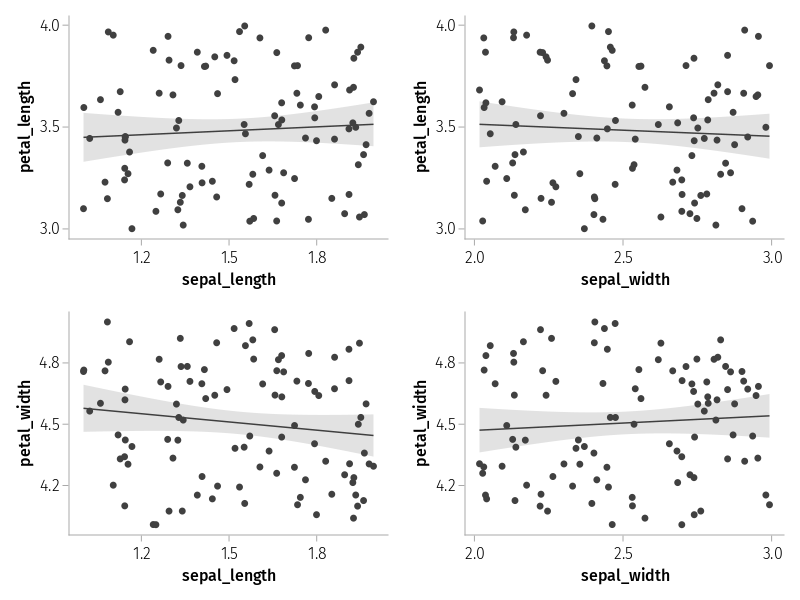 4.0
4.0
petal_length
3.5
petal_length
3.5
3.0
3.0
1.2 1.5 1.8
2.0 2.5 3.0
sepal_length
sepal_width
4.8
4.8
petal_width
4.5
petal_width
4.5
4.2
4.2
1.2 1.5 1.8
2.0 2.5 3.0
sepal_length
sepal_width